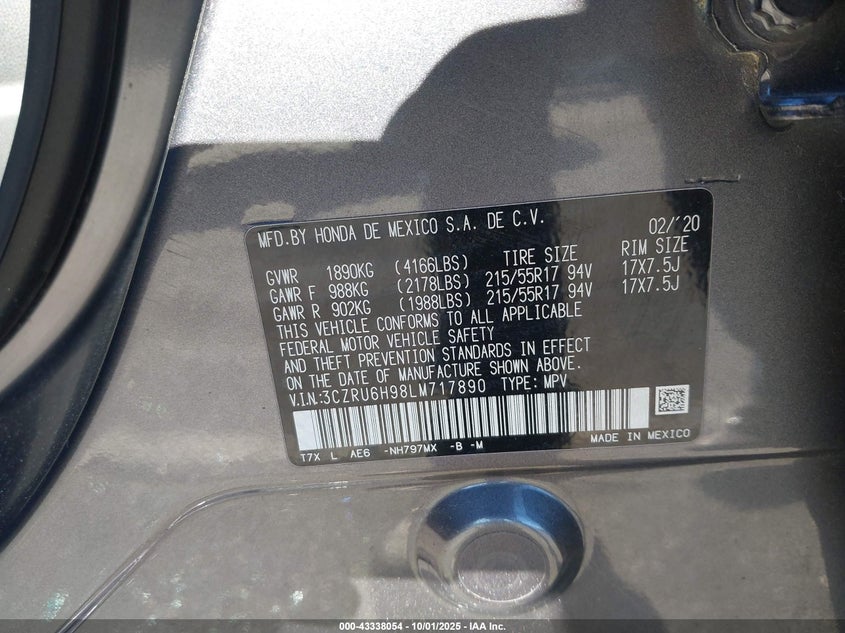 MFD.BY HONDA DE MEXICO S.A. DE C.V. 02/'20
TIRE SIZE RIM SIZE
GVWR 1890KG (4166LBS)
GAWR F 988KG (2178LBS) 215/55R17 94V 17X7.5J
GAWR R 902KG (1988LBS) 215/55R17 94V 17X7.5J
THIS VEHICLE CONFORMS TO ALL APPLICABLE
FEDERAL MOTOR VEHICLE SAFETY
AND THEFT PREVENTION STANDARDS IN EFFECT
ON THE DATE OF MANUFACTURE SHOWN ABOVE.
V.I.N:3CZRU6H98LM717890 TYPE: MPV
T7X L AE6 -NH797MX -B -M MADE IN MEXICO
000-43338054 - 10/01/2025 - IAA Inc.